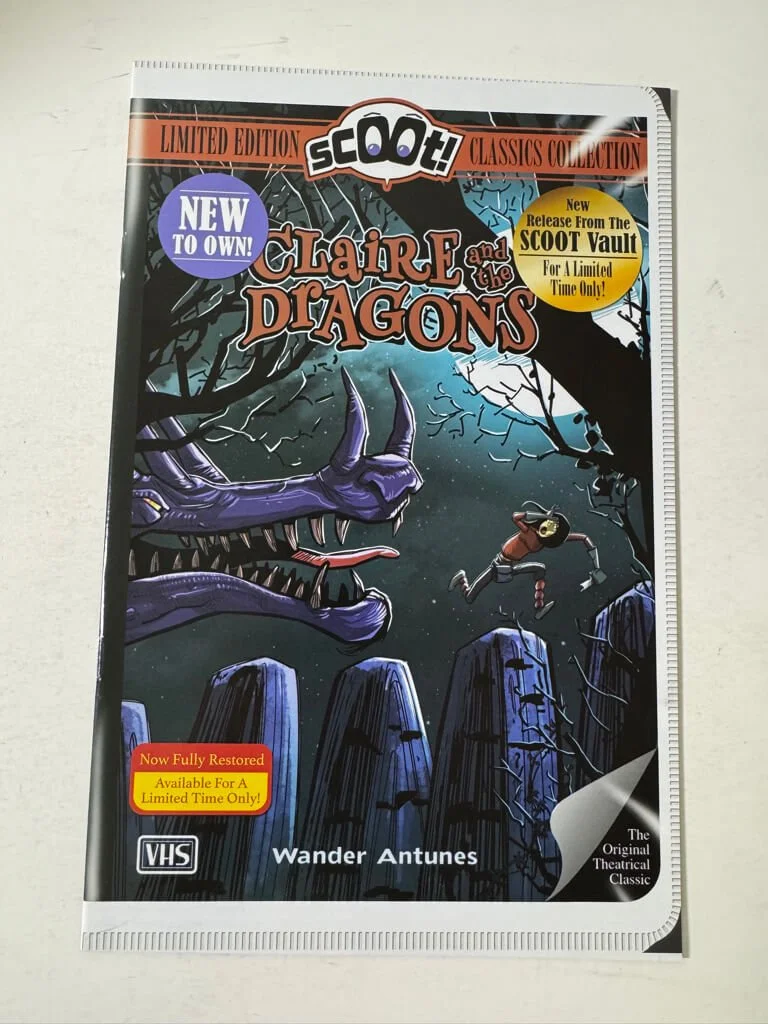 LIMITED EDITION
scoot!
CLASSICS COLLECTION
NEW
TO OWN!
New
Release From The
SCOOT Vault
For A Limited
Time Only!
CLaiRE and the
DRAGONS
Now Fully Restored
Available For A
Limited Time Only!
VHS
Wander Antunes
The
Original
Theatrical
Classic